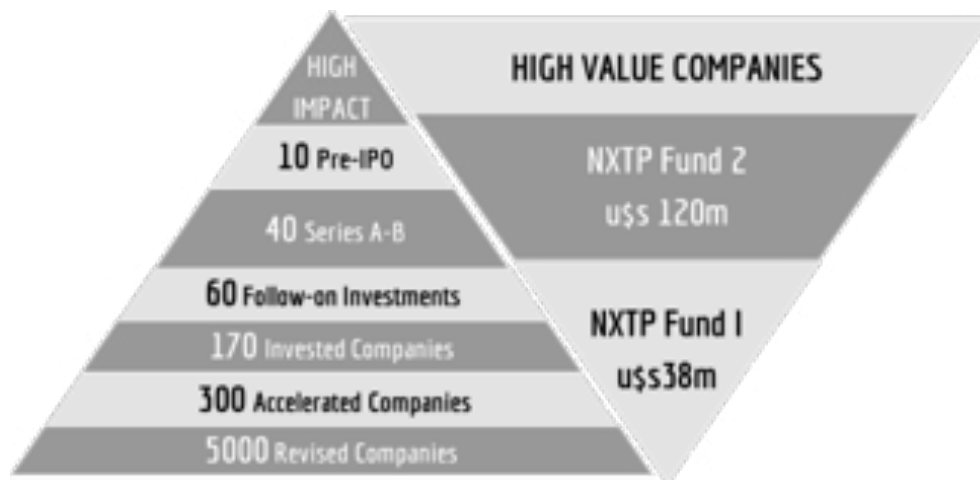 HIGH
IMPACT
10 Pre-IPO
40 Series A-B
60 Follow-on Investments
170 Invested Companies
300 Accelerated Companies
5000 Revised Companies
HIGH VALUE COMPANIES
NXTP Fund 2
u$s 120m
NXTP Fund 1
u$s38m